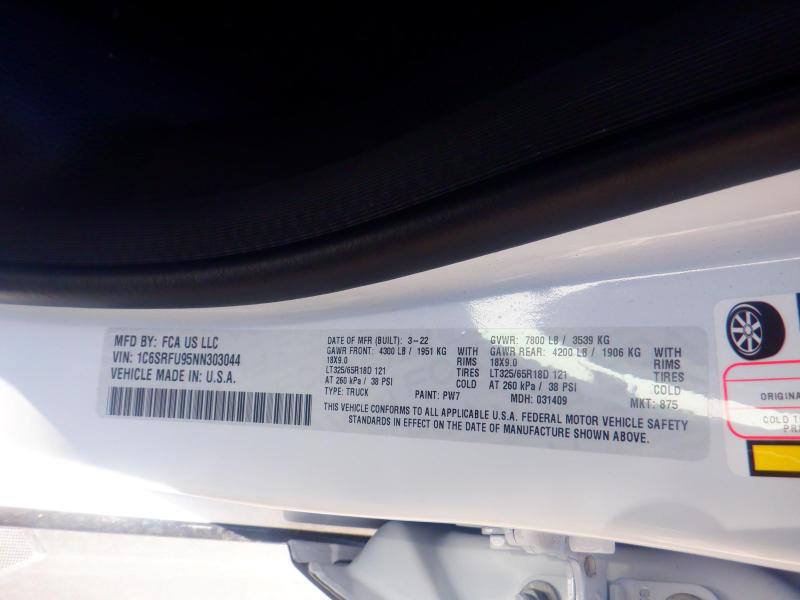 MFD BY: FCA US LLC
VIN: 1C6SRFU95NN303044
VEHICLE MADE IN: U.S.A.
DATE OF MFR (BUILT): 3-22
GAWR FRONT: 4300 LB / 1951 KG WITH
18X9.0 RIMS
LT325/65R18D 121 TIRES
AT 260 kPa / 38 PSI COLD
TYPE: TRUCK PAINT: PW7
GVWR: 7800 LB / 3539 KG
GAWR REAR: 4200 LB / 1906 KG WITH
18X9.0 RIMS
LT325/65R18D 121 TIRES
AT 260 kPa / 38 PSI COLD
MDH: 031409 MKT: 875
THIS VEHICLE CONFORMS TO ALL APPLICABLE U.S.A. FEDERAL MOTOR VEHICLE SAFETY
STANDARDS IN EFFECT ON THE DATE OF MANUFACTURE SHOWN ABOVE.
ORIGINA
COLD T
PR